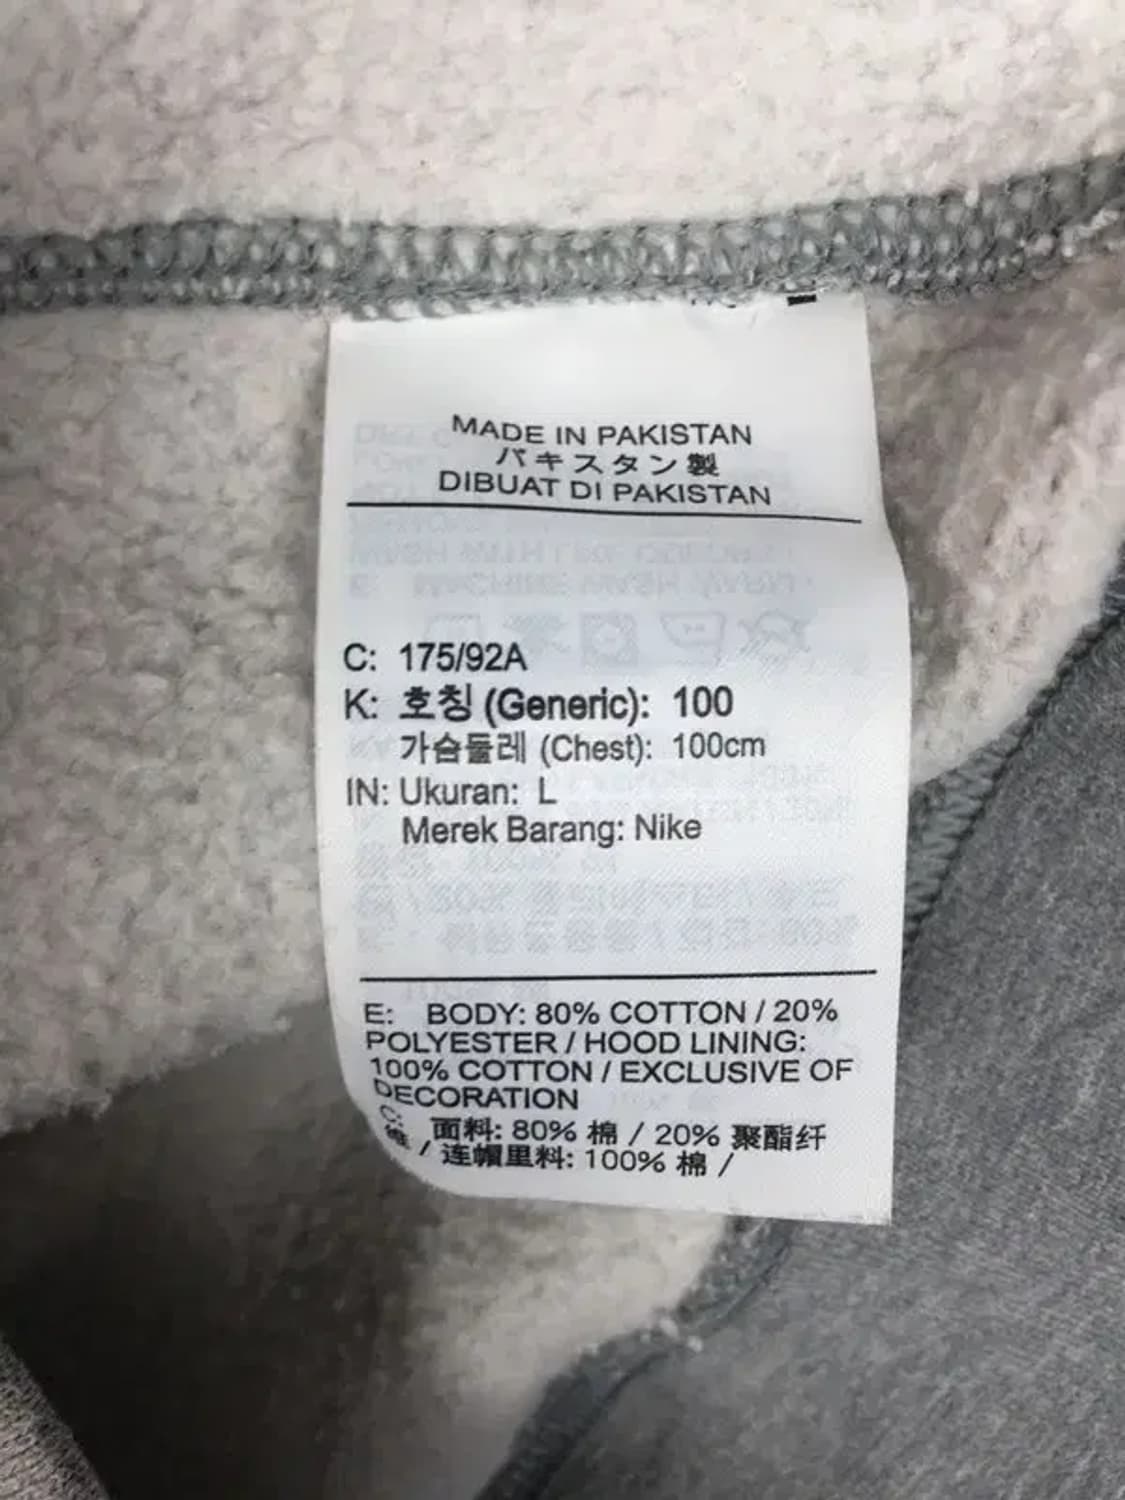 MADE IN PAKISTAN
パキスタン製
DIBUAT DI PAKISTAN
C: 175/92A
K: 호칭 (Generic): 100
가슴둘레 (Chest): 100cm
IN: Ukuran: L
Merek Barang: Nike
E: BODY: 80% COTTON / 20%
POLYESTER / HOOD LINING:
100% COTTON / EXCLUSIVE OF
DECORATION
C: 面料: 80% 棉 / 20% 聚酯纤
维 / 连帽里料: 100% 棉 /